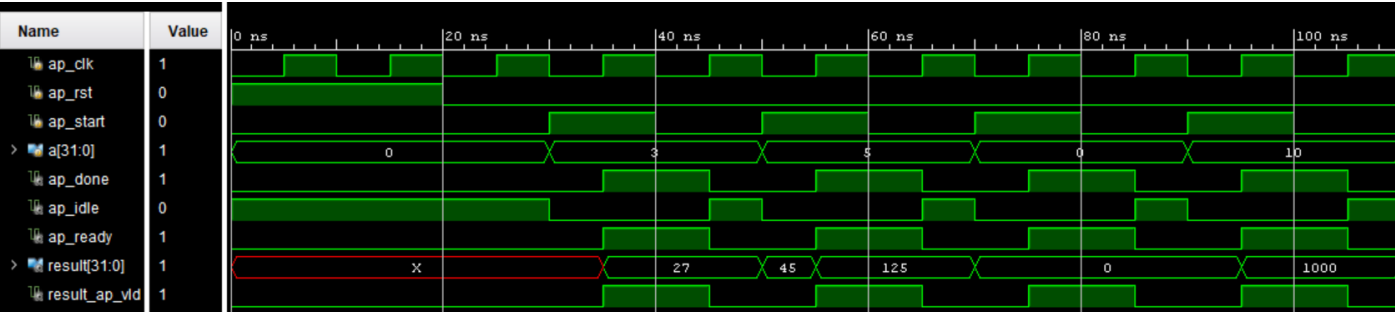 Name Value
0 ns 20 ns 40 ns 60 ns 80 ns 100 ns
ap_clk 1
ap_rst 0
ap_start 0
> a[31:0] 1 0 3 5 0 10
ap_done 1
ap_idle 0
ap_ready 1
> result[31:0] 1 X 27 45 125 0 1000
result_ap_vld 1